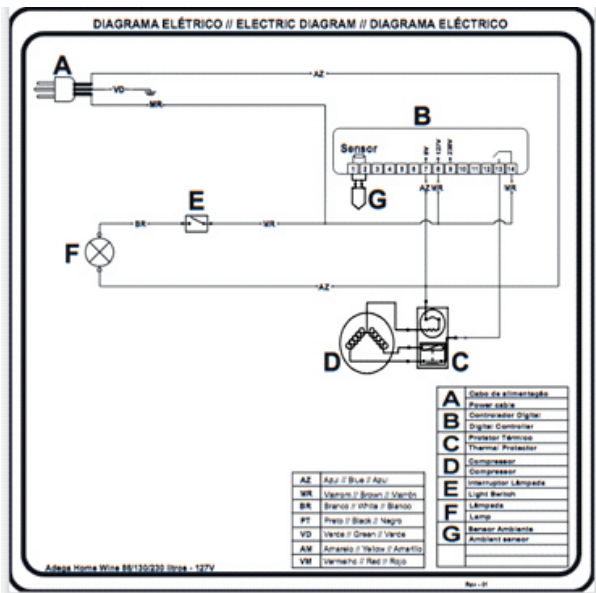 DIAGRAMA ELÉTRICO // ELECTRIC DIAGRAM // DIAGRAMA ELÉCTRICO
A
AZ
VD
MR
B
Sensor
0V
127V
230V
1 2 3 4 5 6 7 8 9 10 11 12 13 14
AZ MR
MR
G
E
BR
MR
F
AZ
D
C
A Cabo de alimentação
Power cable
B Controlador Digital
Digital Controller
C Protetor Térmico
Thermal Protector
D Compressor
Compressor
E Interruptor Lâmpada
Light Switch
F Lâmpada
Lamp
G Sensor Ambiente
Ambient sensor
AZ Azul // Blue // Azul
MR Marrom // Brown // Marrón
BR Branco // White // Blanco
PT Preto // Black // Negro
VD Verde // Green // Verde
AM Amarelo // Yellow // Amarillo
VM Vermelho // Red // Rojo
Adega Home Wine 86/130/230 litros - 127V
Rev - 01